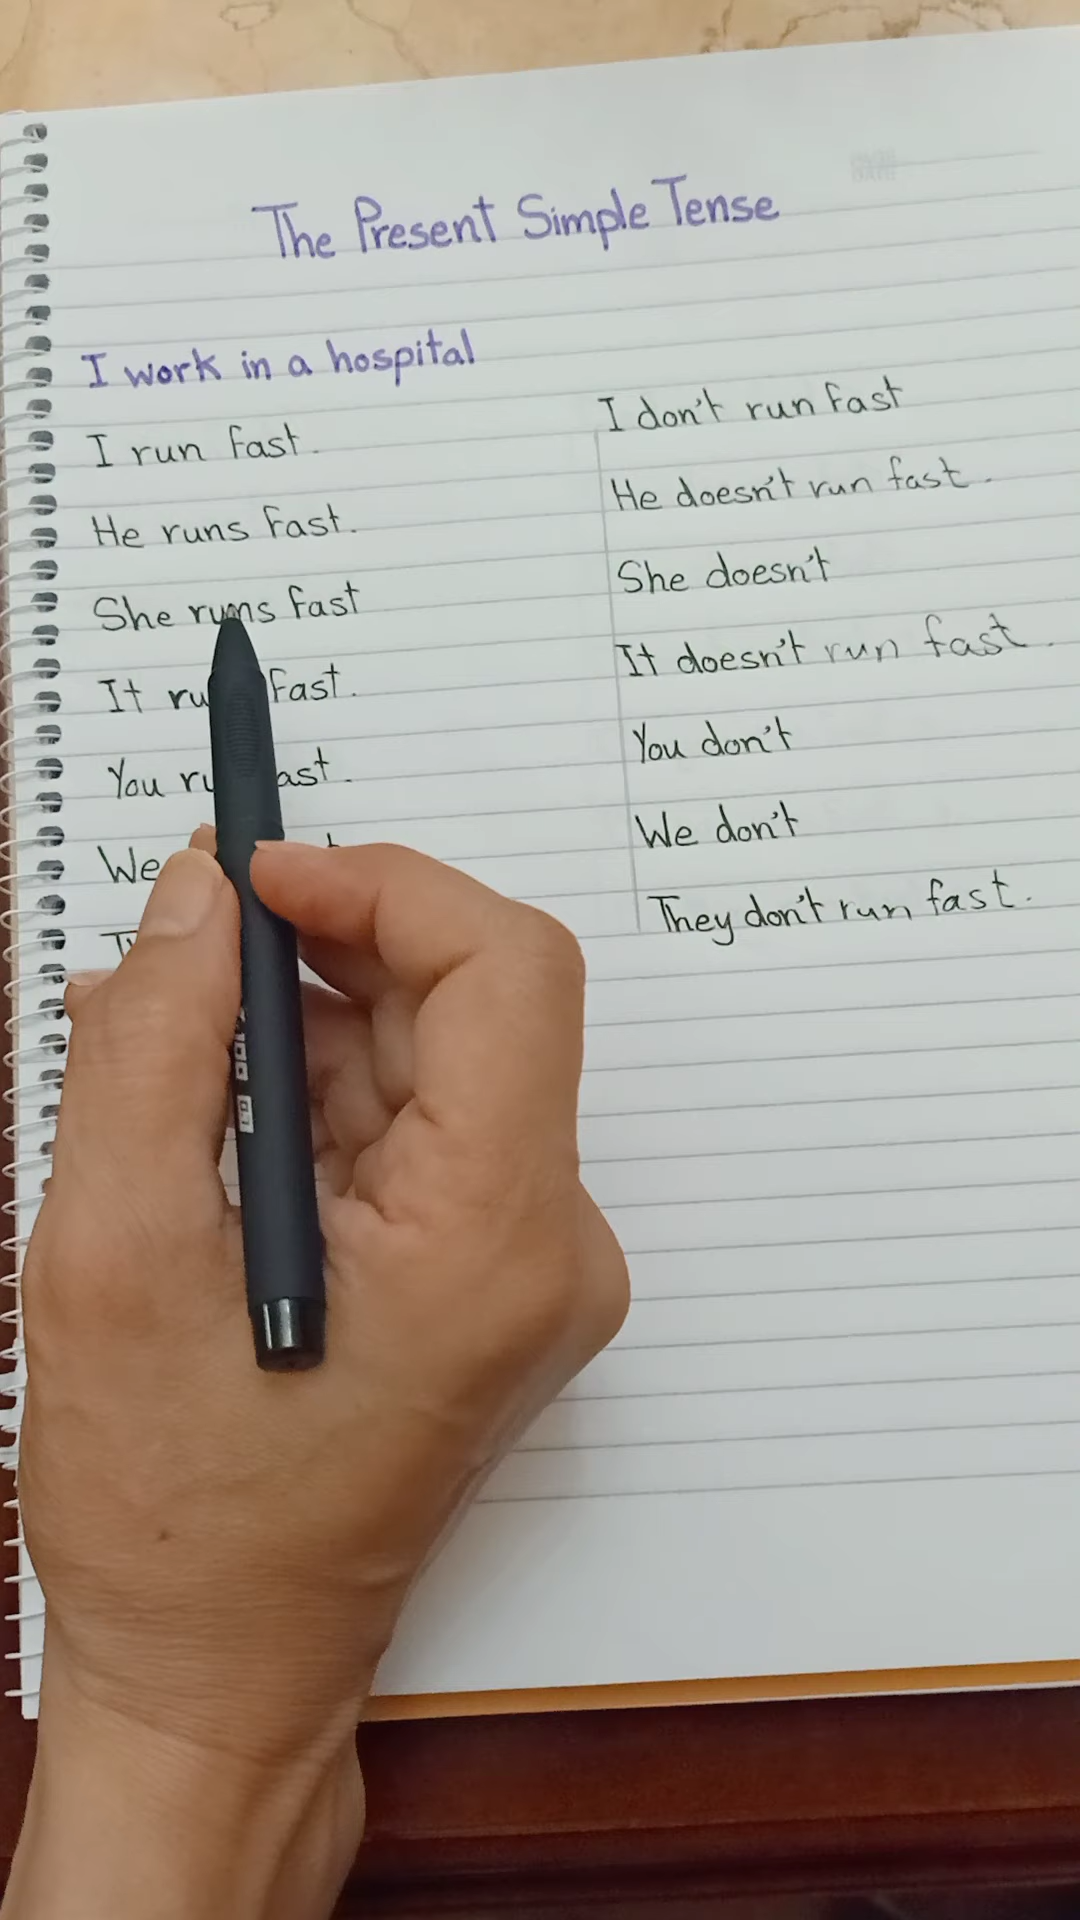 The Present Simple Tense
I work in a hospital
I run fast.
He runs fast.
She runs fast
It fast.
You
We
I don't run fast
He doesn't run fast.
She doesn't
It doesn't run fast.
You don't
We don't
They don't run fast.